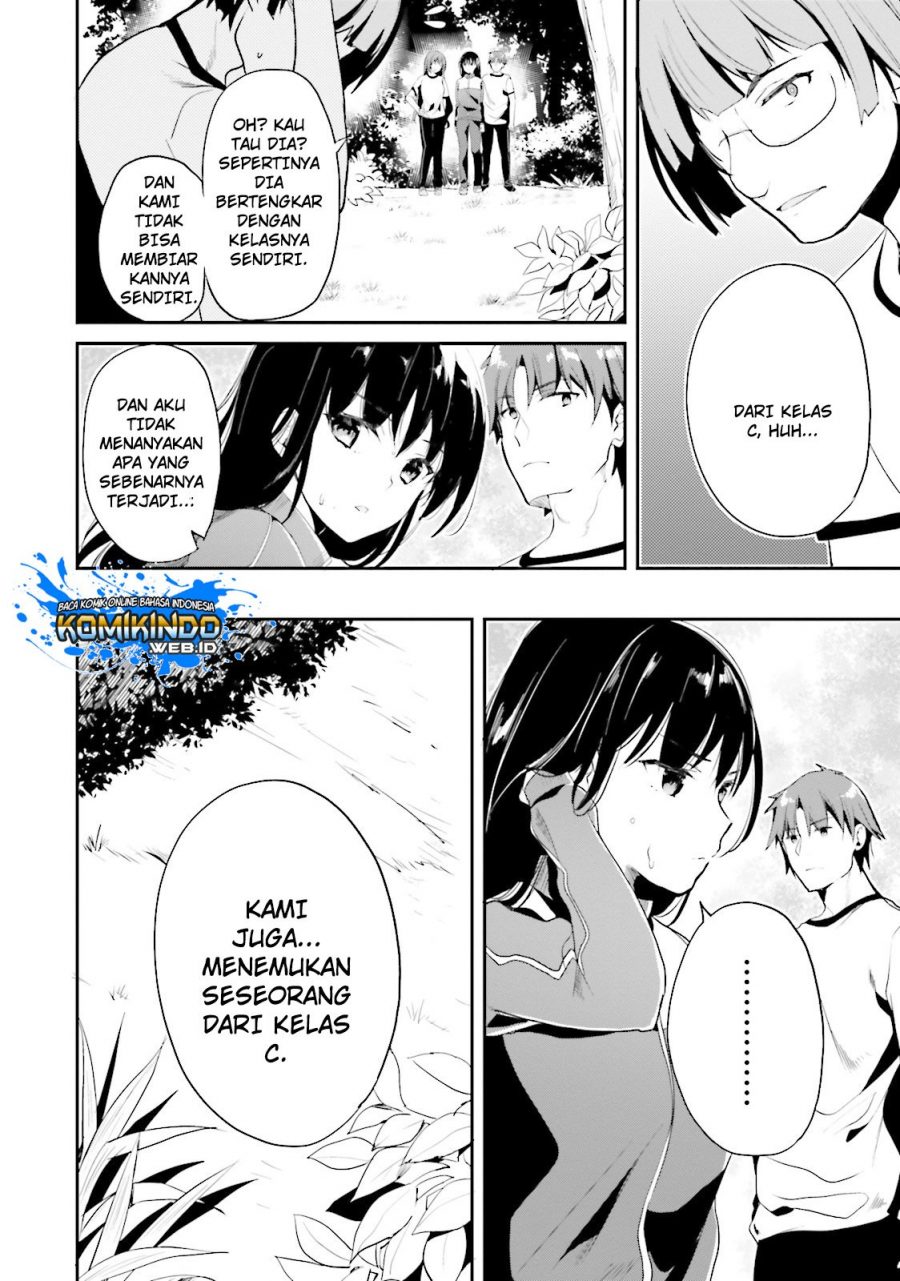 DARI KELAS
C, HUH...
OH? KAU
TAU DIA?
SEPERTINYA
DIA
BERTENGKAR
DENGAN
KELASNYA
SENDIRI.
DAN
KAMI
TIDAK
BISA
MEMBIAR
KANNYA
SENDIRI.
DAN AKU
TIDAK
MENANYAKAN
APA YANG
SEBENARNYA
TERJADI..:
..........
KAMI
JUGA...
MENEMUKAN
SESEORANG
DARI KELAS
C.
BACA KOMIK ONLINE BAHASA INDONESIA
KOMIKINDO
WEB.ID